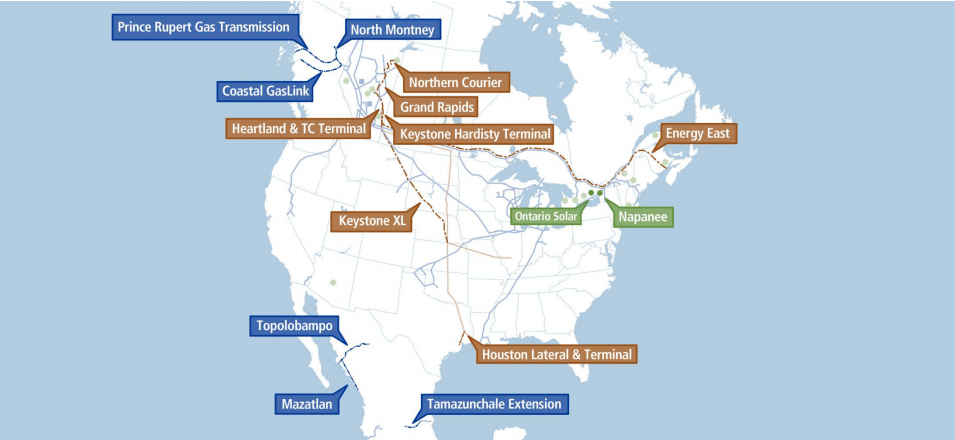 Prince Rupert Gas Transmission
North Montney
Coastal GasLink
Northern Courier
Grand Rapids
Heartland & TC Terminal
Keystone Hardisty Terminal
Energy East
Keystone XL
Ontario Solar
Napanee
Topolobampo
Houston Lateral & Terminal
Mazatlan
Tamazunchale Extension